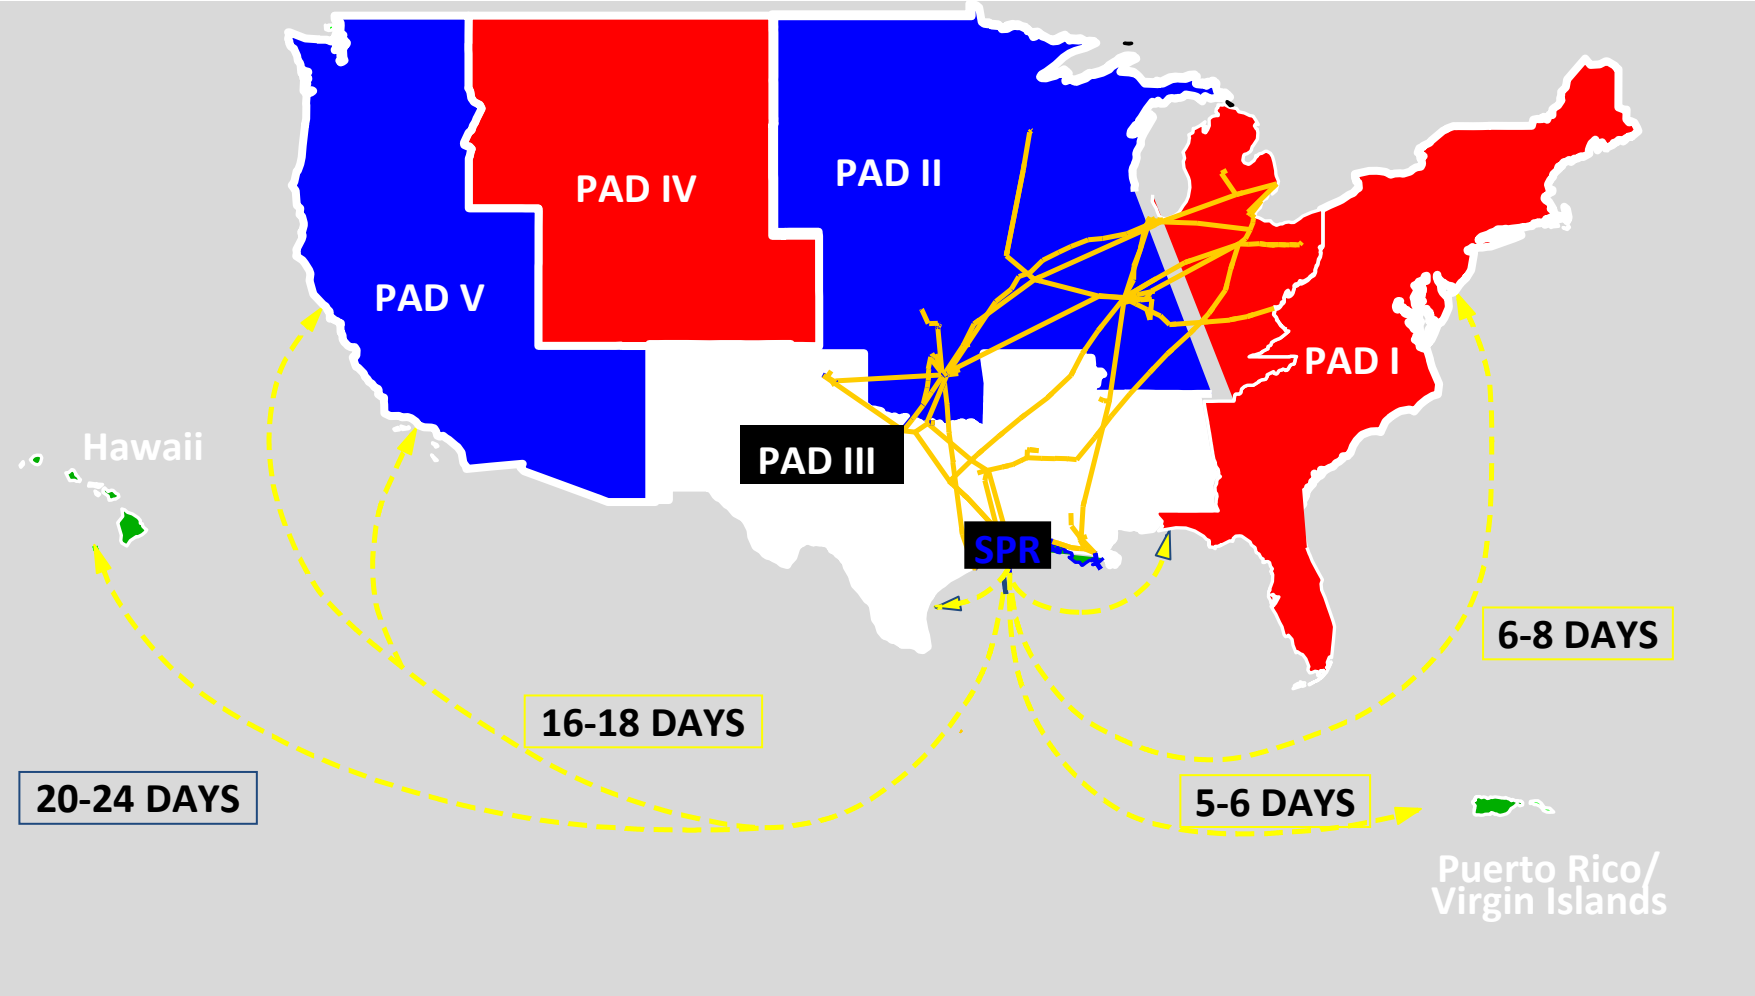 PAD IV
PAD II
PAD V
PAD I
Hawaii
PAD III
SPR
6-8 DAYS
16-18 DAYS
20-24 DAYS
5-6 DAYS
Puerto Rico/
Virgin Islands